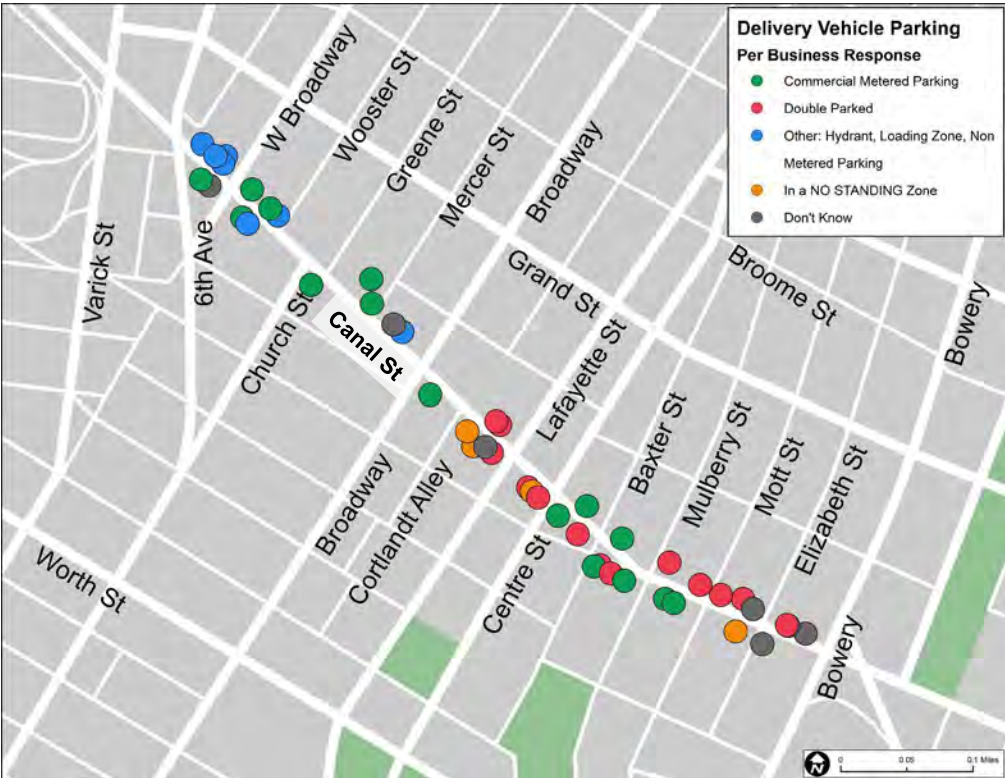 Delivery Vehicle Parking
Per Business Response
Commercial Metered Parking
Double Parked
Other: Hydrant, Loading Zone, Non
Metered Parking
In a NO STANDING Zone
Don't Know
W Broadway
Wooster St
Greene St
Mercer St
Broadway
Varick St
6th Ave
Church St
Canal St
Grand St
Broome St
Bowery
Lafayette St
Baxter St
Mulberry St
Mott St
Elizabeth St
Broadway
Cortlandt Alley
Centre St
Worth St
Bowery
N
0 0.05 0.1 Miles